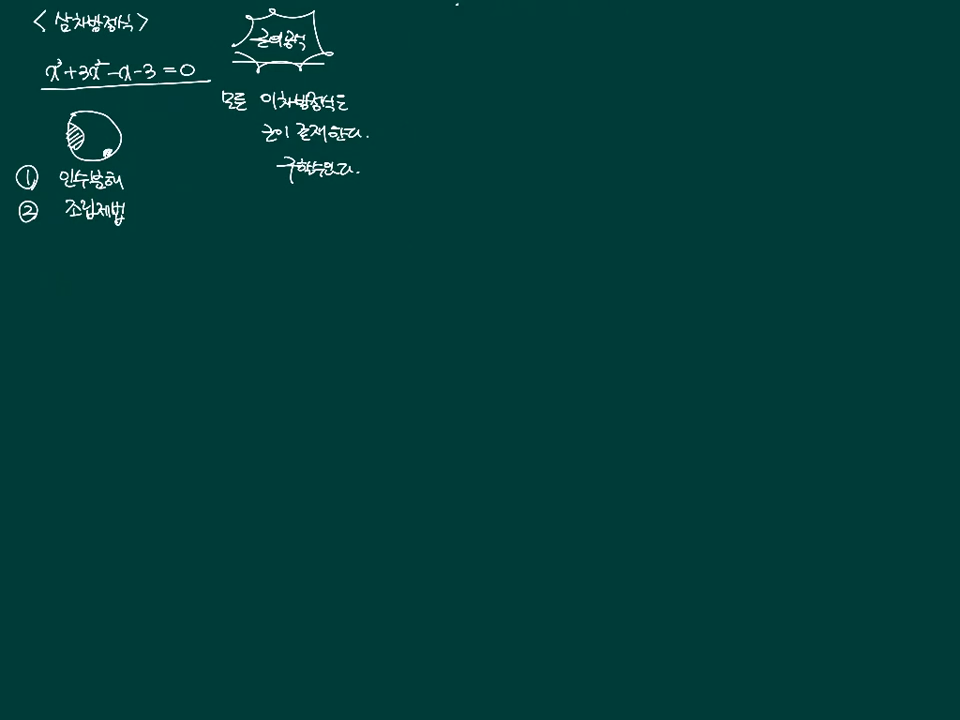 <삼차방정식>
x³+3x²-x-3=0
① 인수분해
② 조립제법
근의공식
모든 이차방정식은
근이 존재한다.
구할수있다.